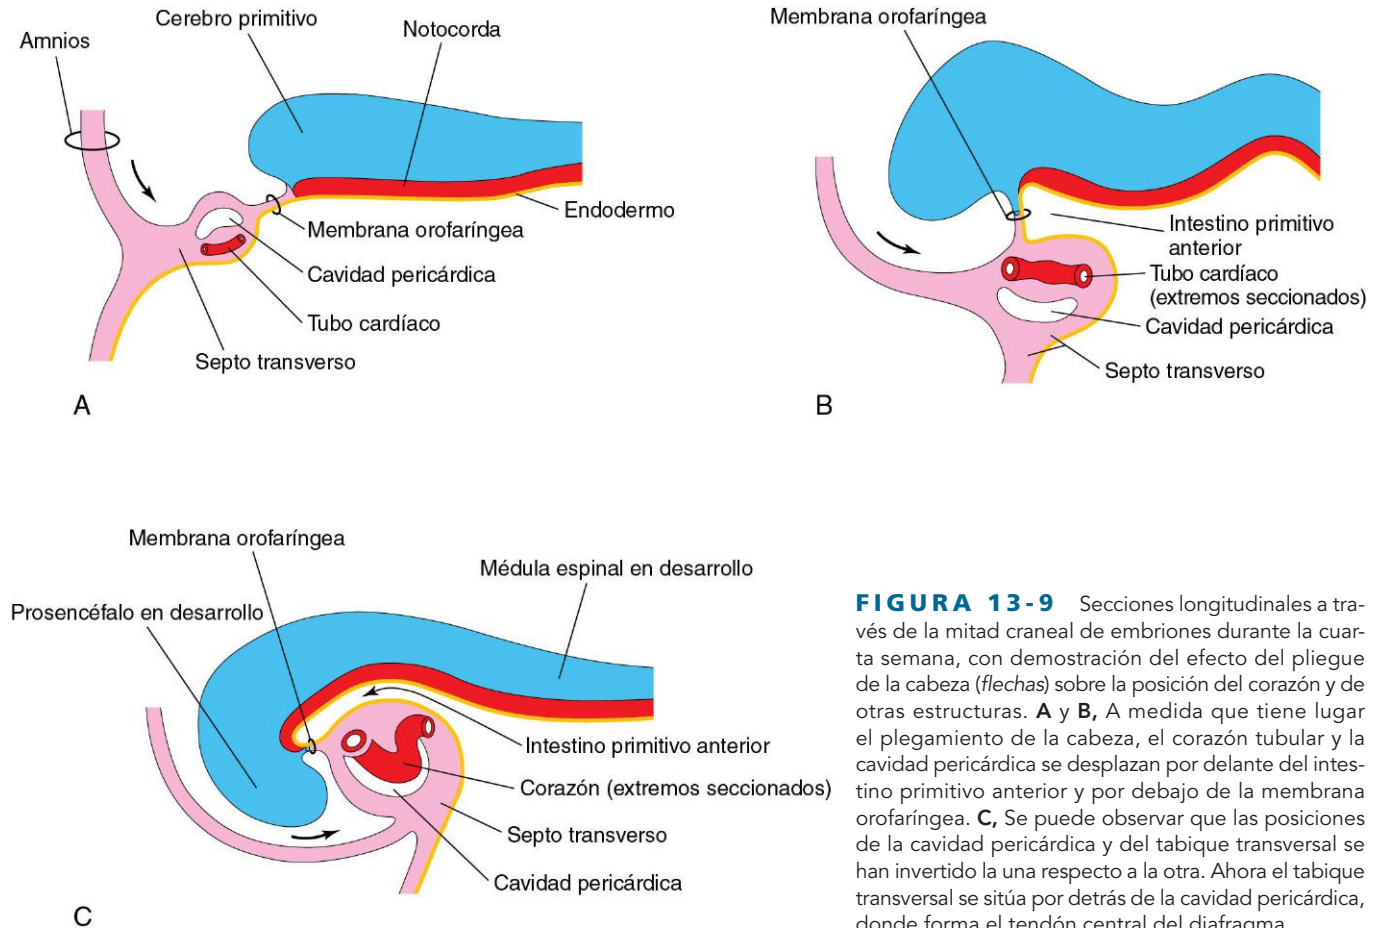 Amnios
Cerebro primitivo
Notocorda
Endodermo
Membrana orofaríngea
Cavidad pericárdica
Tubo cardíaco
Septo transverso
A
Membrana orofaríngea
Intestino primitivo
anterior
Tubo cardíaco
(extremos seccionados)
Cavidad pericárdica
Septo transverso
B
Membrana orofaríngea
Prosencéfalo en desarrollo
Médula espinal en desarrollo
Intestino primitivo anterior
Corazón (extremos seccionados)
Septo transverso
Cavidad pericárdica
C
FIGURA 13-9 Secciones longitudinales a tra-
vés de la mitad craneal de embriones durante la cuar-
ta semana, con demostración del efecto del pliegue
de la cabeza (flechas) sobre la posición del corazón y de
otras estructuras. A y B, A medida que tiene lugar
el plegamiento de la cabeza, el corazón tubular y la
cavidad pericárdica se desplazan por delante del intes-
tino primitivo anterior y por debajo de la membrana
orofaríngea. C, Se puede observar que las posiciones
de la cavidad pericárdica y del tabique transversal se
han invertido la una respecto a la otra. Ahora el tabique
transversal se sitúa por detrás de la cavidad pericárdica,
donde forma el tendón central del diafragma